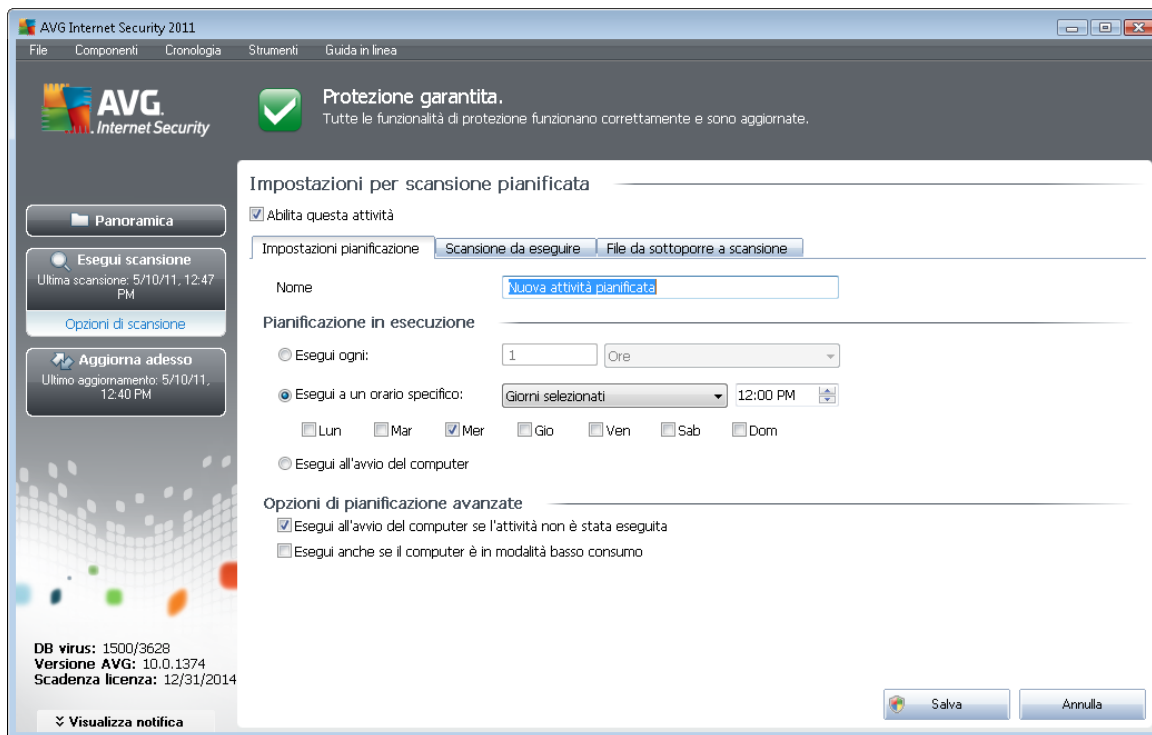 AVG Internet Security 2011
File Componenti Cronologia Strumenti Guida in linea
AVG.
Internet Security
Protezione garantita.
Tutte le funzionalità di protezione funzionano correttamente e sono aggiornate.
Panoramica
Esegui scansione
Ultima scansione: 5/10/11, 12:47
PM
Opzioni di scansione
Aggiorna adesso
Ultimo aggiornamento: 5/10/11,
12:40 PM
DB virus: 1500/3628
Versione AVG: 10.0.1374
Scadenza licenza: 12/31/2014
Visualizza notifica
Impostazioni per scansione pianificata
Abilita questa attività
Impostazioni pianificazione Scansione da eseguire File da sottoporre a scansione
Nome Nuova attività pianificata
Pianificazione in esecuzione
Esegui ogni: 1 Ore
Esegui a un orario specifico: Giorni selezionati 12:00 PM
Lun Mar Mer Gio Ven Sab Dom
Esegui all'avvio del computer
Opzioni di pianificazione avanzate
Esegui all'avvio del computer se l'attività non è stata eseguita
Esegui anche se il computer è in modalità basso consumo
Salva Annulla